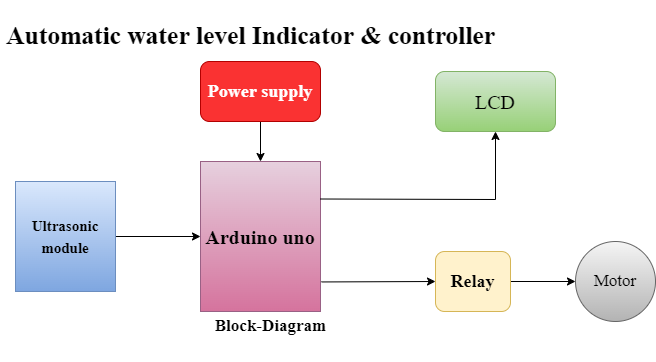 Automatic water level Indicator & controller
Power supply
LCD
Ultrasonic
module
Arduino uno
Relay
Motor
Block-Diagram